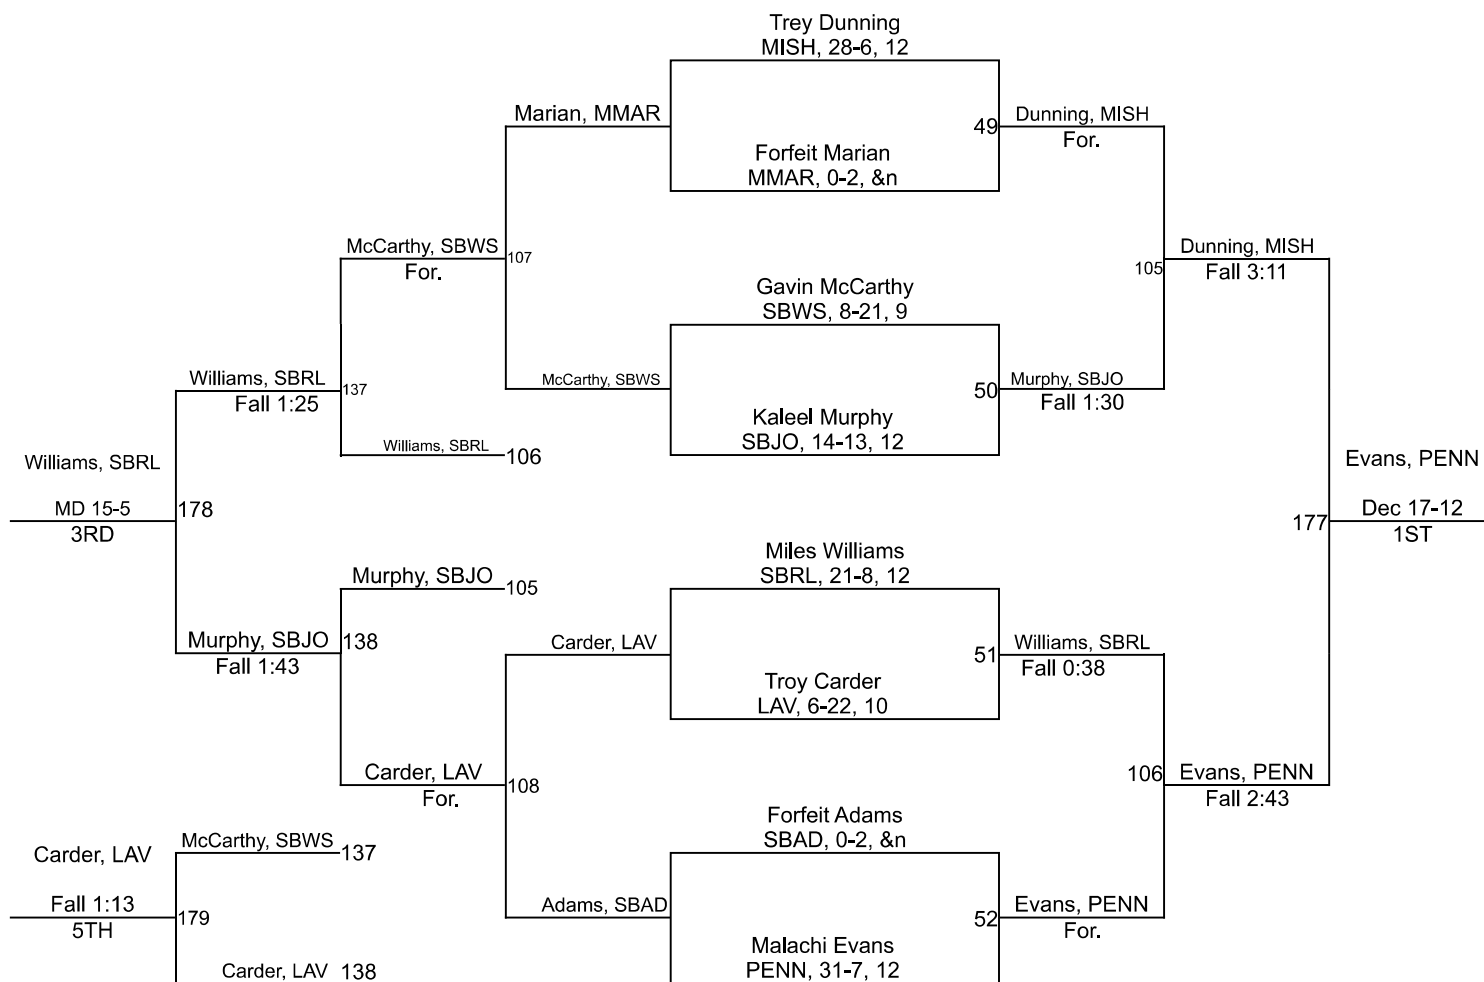 Trey Dunning
MISH, 28-6, 12
Marian, MMAR
49
Dunning, MISH
For.
Forfeit Marian
MMAR, 0-2, &n
McCarthy, SBWS
For.
107
105
Dunning, MISH
Fall 3:11
Gavin McCarthy
SBWS, 8-21, 9
Williams, SBRL
Fall 1:25
137
McCarthy, SBWS
50
Murphy, SBJO
Fall 1:30
Kaleel Murphy
SBJO, 14-13, 12
Williams, SBRL
106
Williams, SBRL
MD 15-5
3RD
178
Evans, PENN
177
Dec 17-12
1ST
Miles Williams
SBRL, 21-8, 12
Murphy, SBJO
105
Murphy, SBJO
Fall 1:43
138
Carder, LAV
51
Williams, SBRL
Fall 0:38
Troy Carder
LAV, 6-22, 10
Carder, LAV
For.
108
106
Evans, PENN
Fall 2:43
Forfeit Adams
SBAD, 0-2, &n
McCarthy, SBWS
137
Carder, LAV
Fall 1:13
5TH
179
Adams, SBAD
52
Evans, PENN
For.
Malachi Evans
PENN, 31-7, 12
Carder, LAV
138